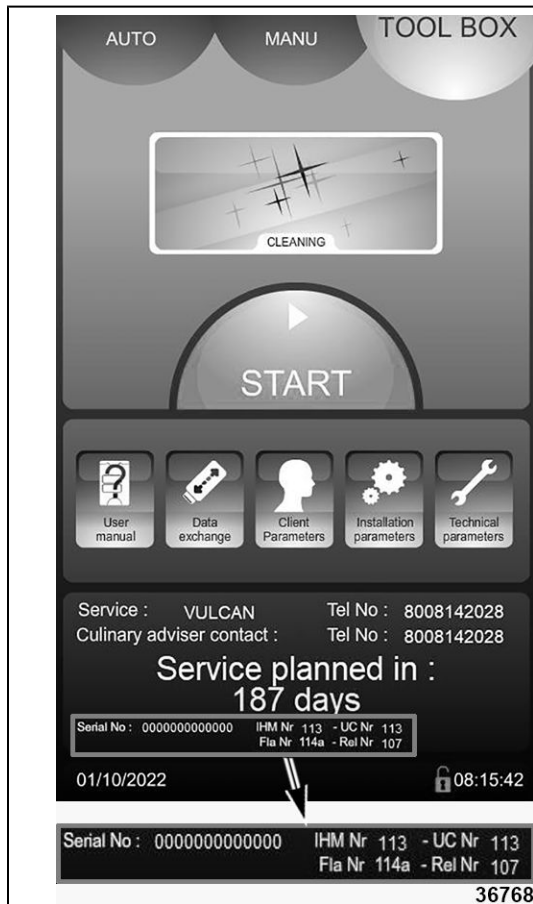 AUTO MANU TOOL BOX
CLEANING
START
User manual
Data exchange
Client Parameters
Installation parameters
Technical parameters
Service : VULCAN Tel No : 8008142028
Culinary adviser contact : Tel No : 8008142028
Service planned in :
187 days
Serial No : 0000000000000 IHM Nr 113 - UC Nr 113
Fla Nr 114a - Rel Nr 107
01/10/2022 08:15:42
Serial No : 0000000000000 IHM Nr 113 - UC Nr 113
Fla Nr 114a - Rel Nr 107
36768